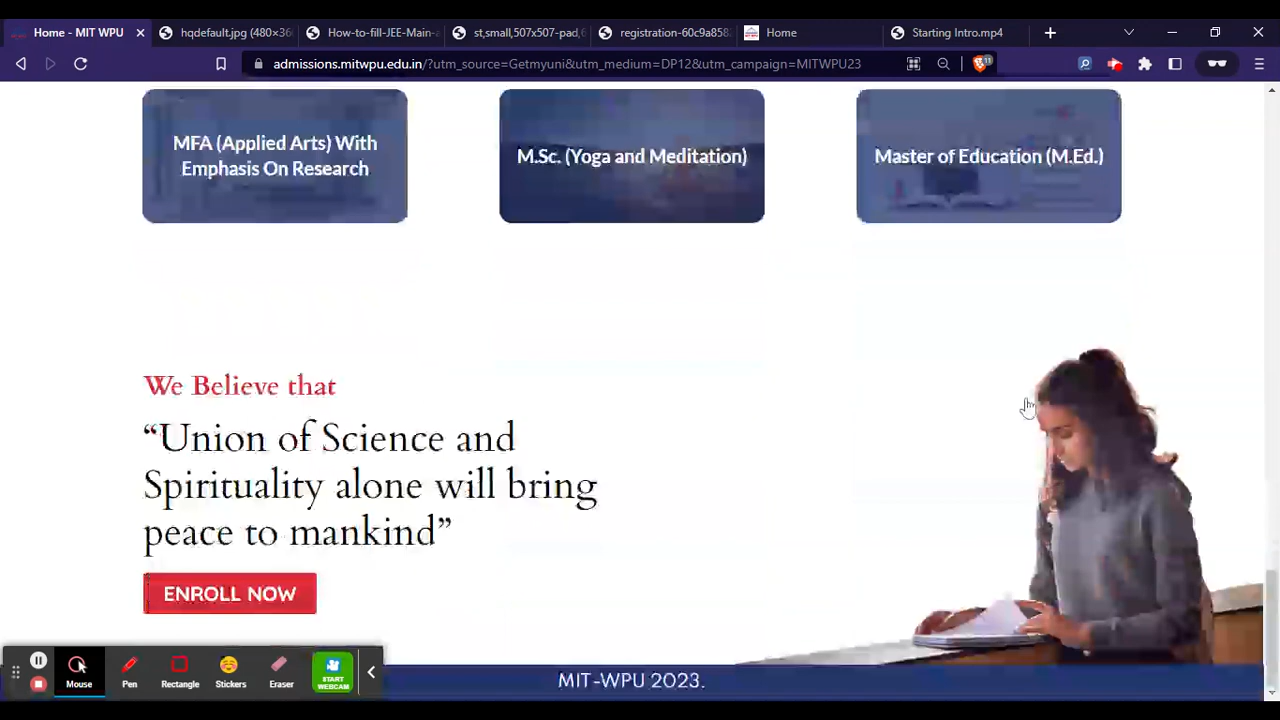 Home - MIT WPU
hqdefault.jpg (480×36
How-to-fill-JEE-Main-a
st,small,507x507-pad,6
registration-60c9a858
Home
Starting Intro.mp4
admissions.mitwpu.edu.in/?utm_source=Getmyuni&utm_medium=DP12&utm_campaign=MITWPU23
11
MFA (Applied Arts) With
Emphasis On Research
M.Sc. (Yoga and Meditation)
Master of Education (M.Ed.)
We Believe that
“Union of Science and
Spirituality alone will bring
peace to mankind”
ENROLL NOW
Mouse
Pen
Rectangle
Stickers
Eraser
START
WEBCAM
MIT-WPU 2023.